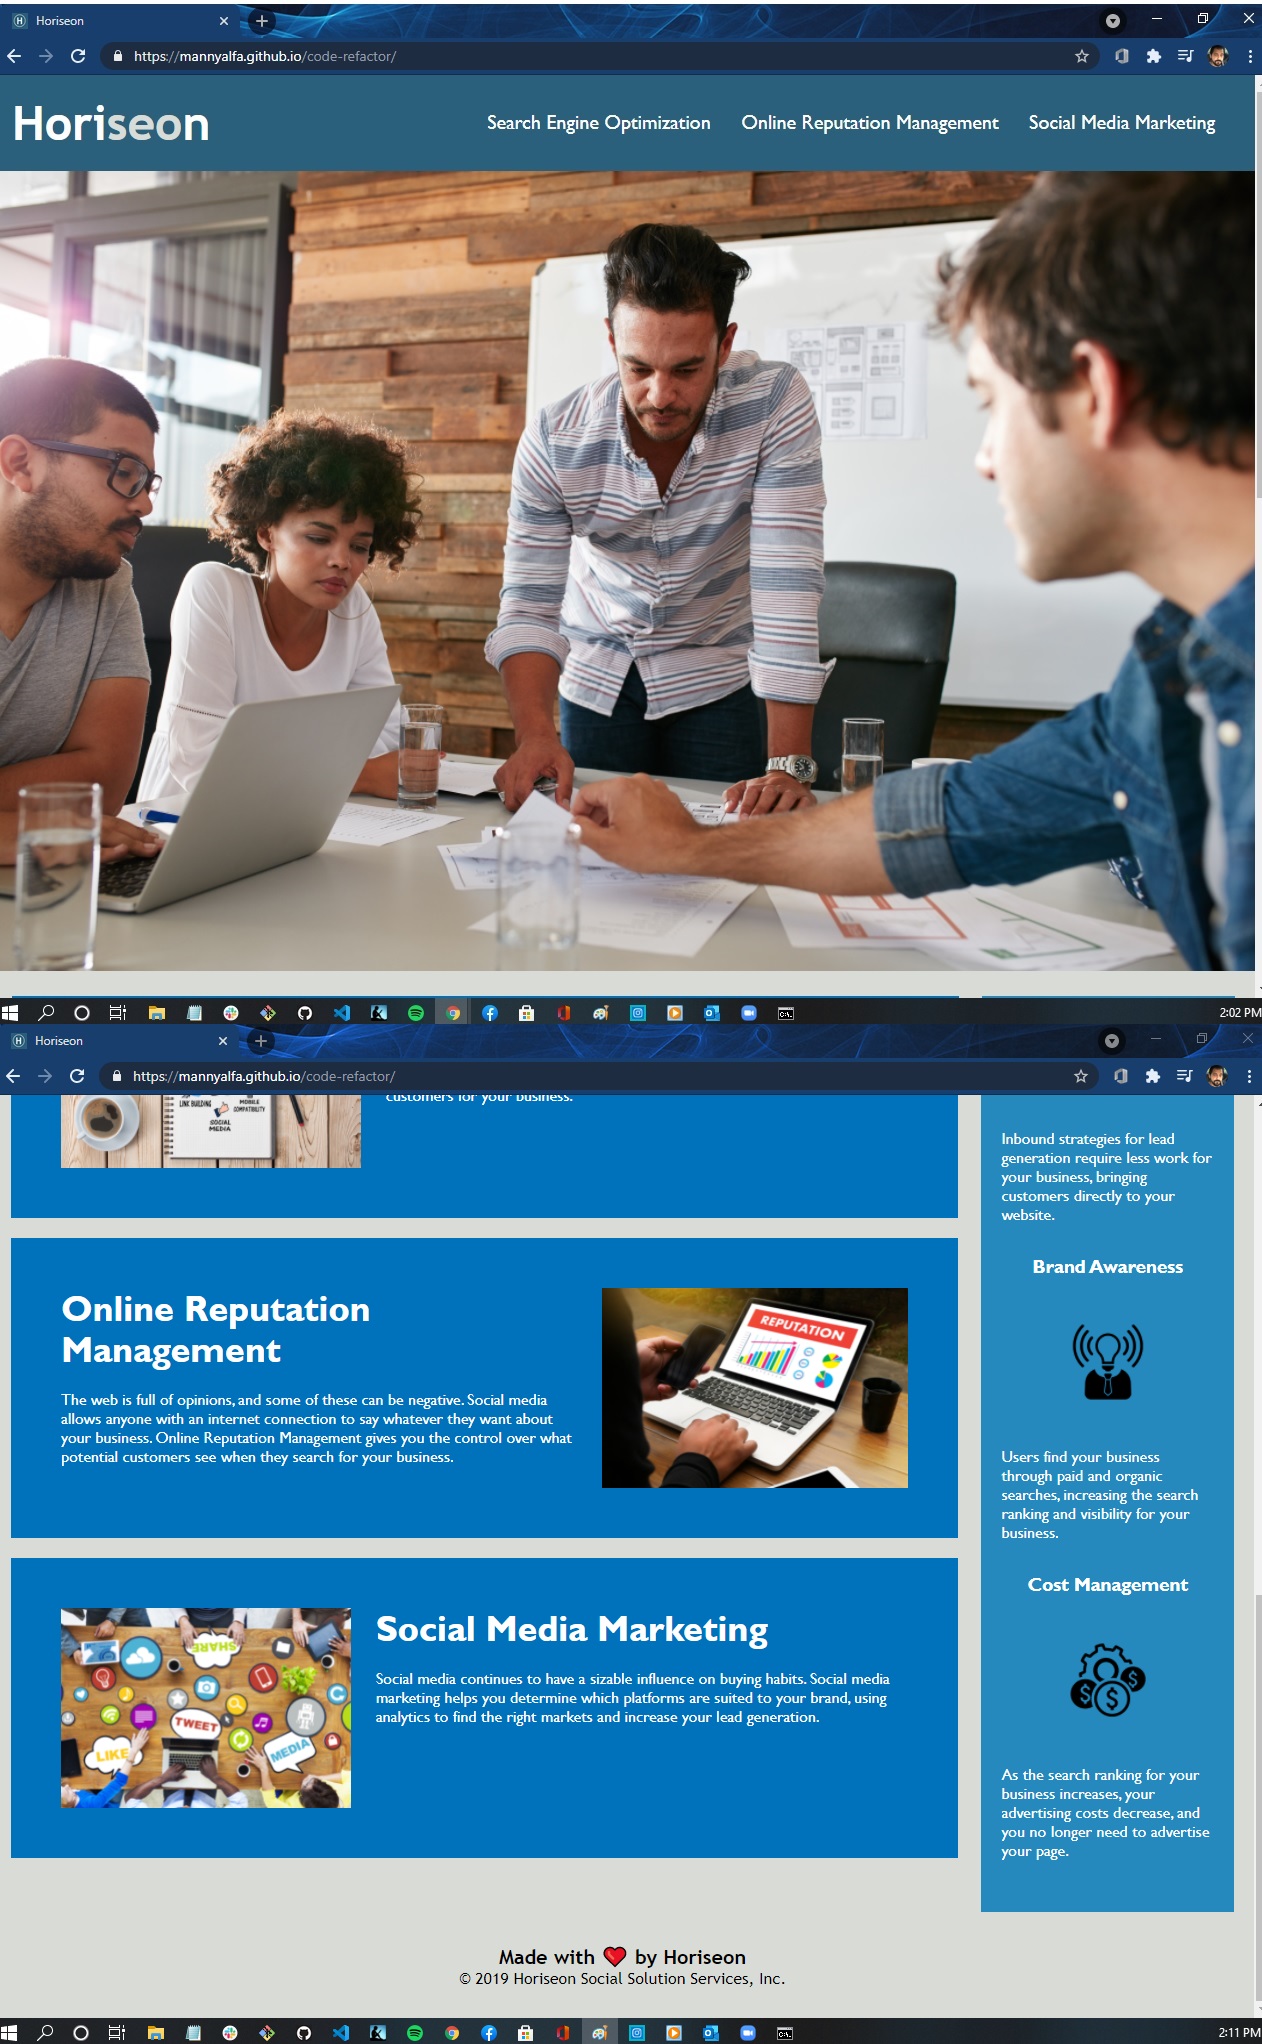 Horiseon
https://mannyalfa.github.io/code-refactor/
Horiseon
Search Engine Optimization Online Reputation Management Social Media Marketing
2:02 PM
Horiseon
https://mannyalfa.github.io/code-refactor/
LINK BUILDING
MOBILE
COMPATIBILITY
SOCIAL
MEDIA
customers for your business.
Online Reputation
Management
The web is full of opinions, and some of these can be negative. Social media
allows anyone with an internet connection to say whatever they want about
your business. Online Reputation Management gives you the control over what
potential customers see when they search for your business.
REPUTATION
SHARE
TWEET
LIKE
MEDIA
Social Media Marketing
Social media continues to have a sizable influence on buying habits. Social media
marketing helps you determine which platforms are suited to your brand, using
analytics to find the right markets and increase your lead generation.
Inbound strategies for lead
generation require less work for
your business, bringing
customers directly to your
website.
Brand Awareness
Users find your business
through paid and organic
searches, increasing the search
ranking and visibility for your
business.
Cost Management
As the search ranking for your
business increases, your
advertising costs decrease, and
you no longer need to advertise
your page.
Made with ❤ by Horiseon
© 2019 Horiseon Social Solution Services, Inc.
2:11 PM